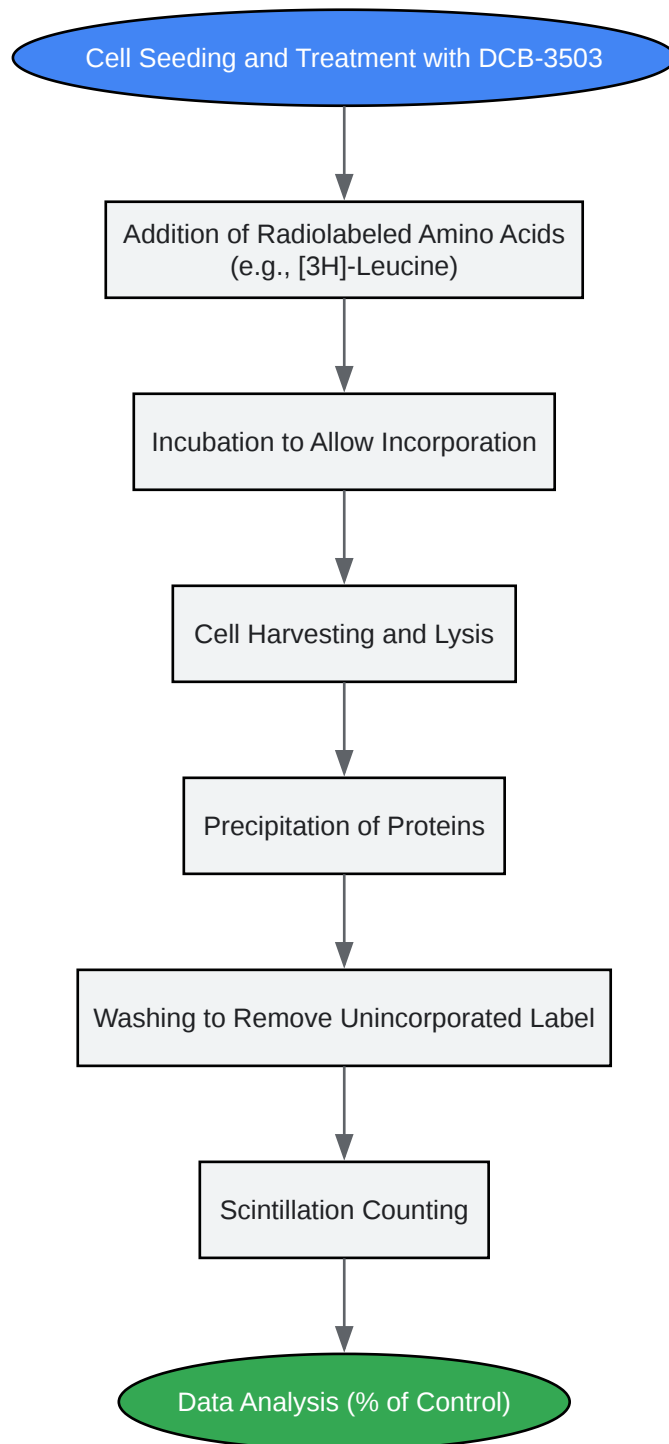 Cell Seeding and Treatment with DCB-3503
Addition of Radiolabeled Amino Acids
(e.g., [3H]-Leucine)
Incubation to Allow Incorporation
Cell Harvesting and Lysis
Precipitation of Proteins
Washing to Remove Unincorporated Label
Scintillation Counting
Data Analysis (% of Control)